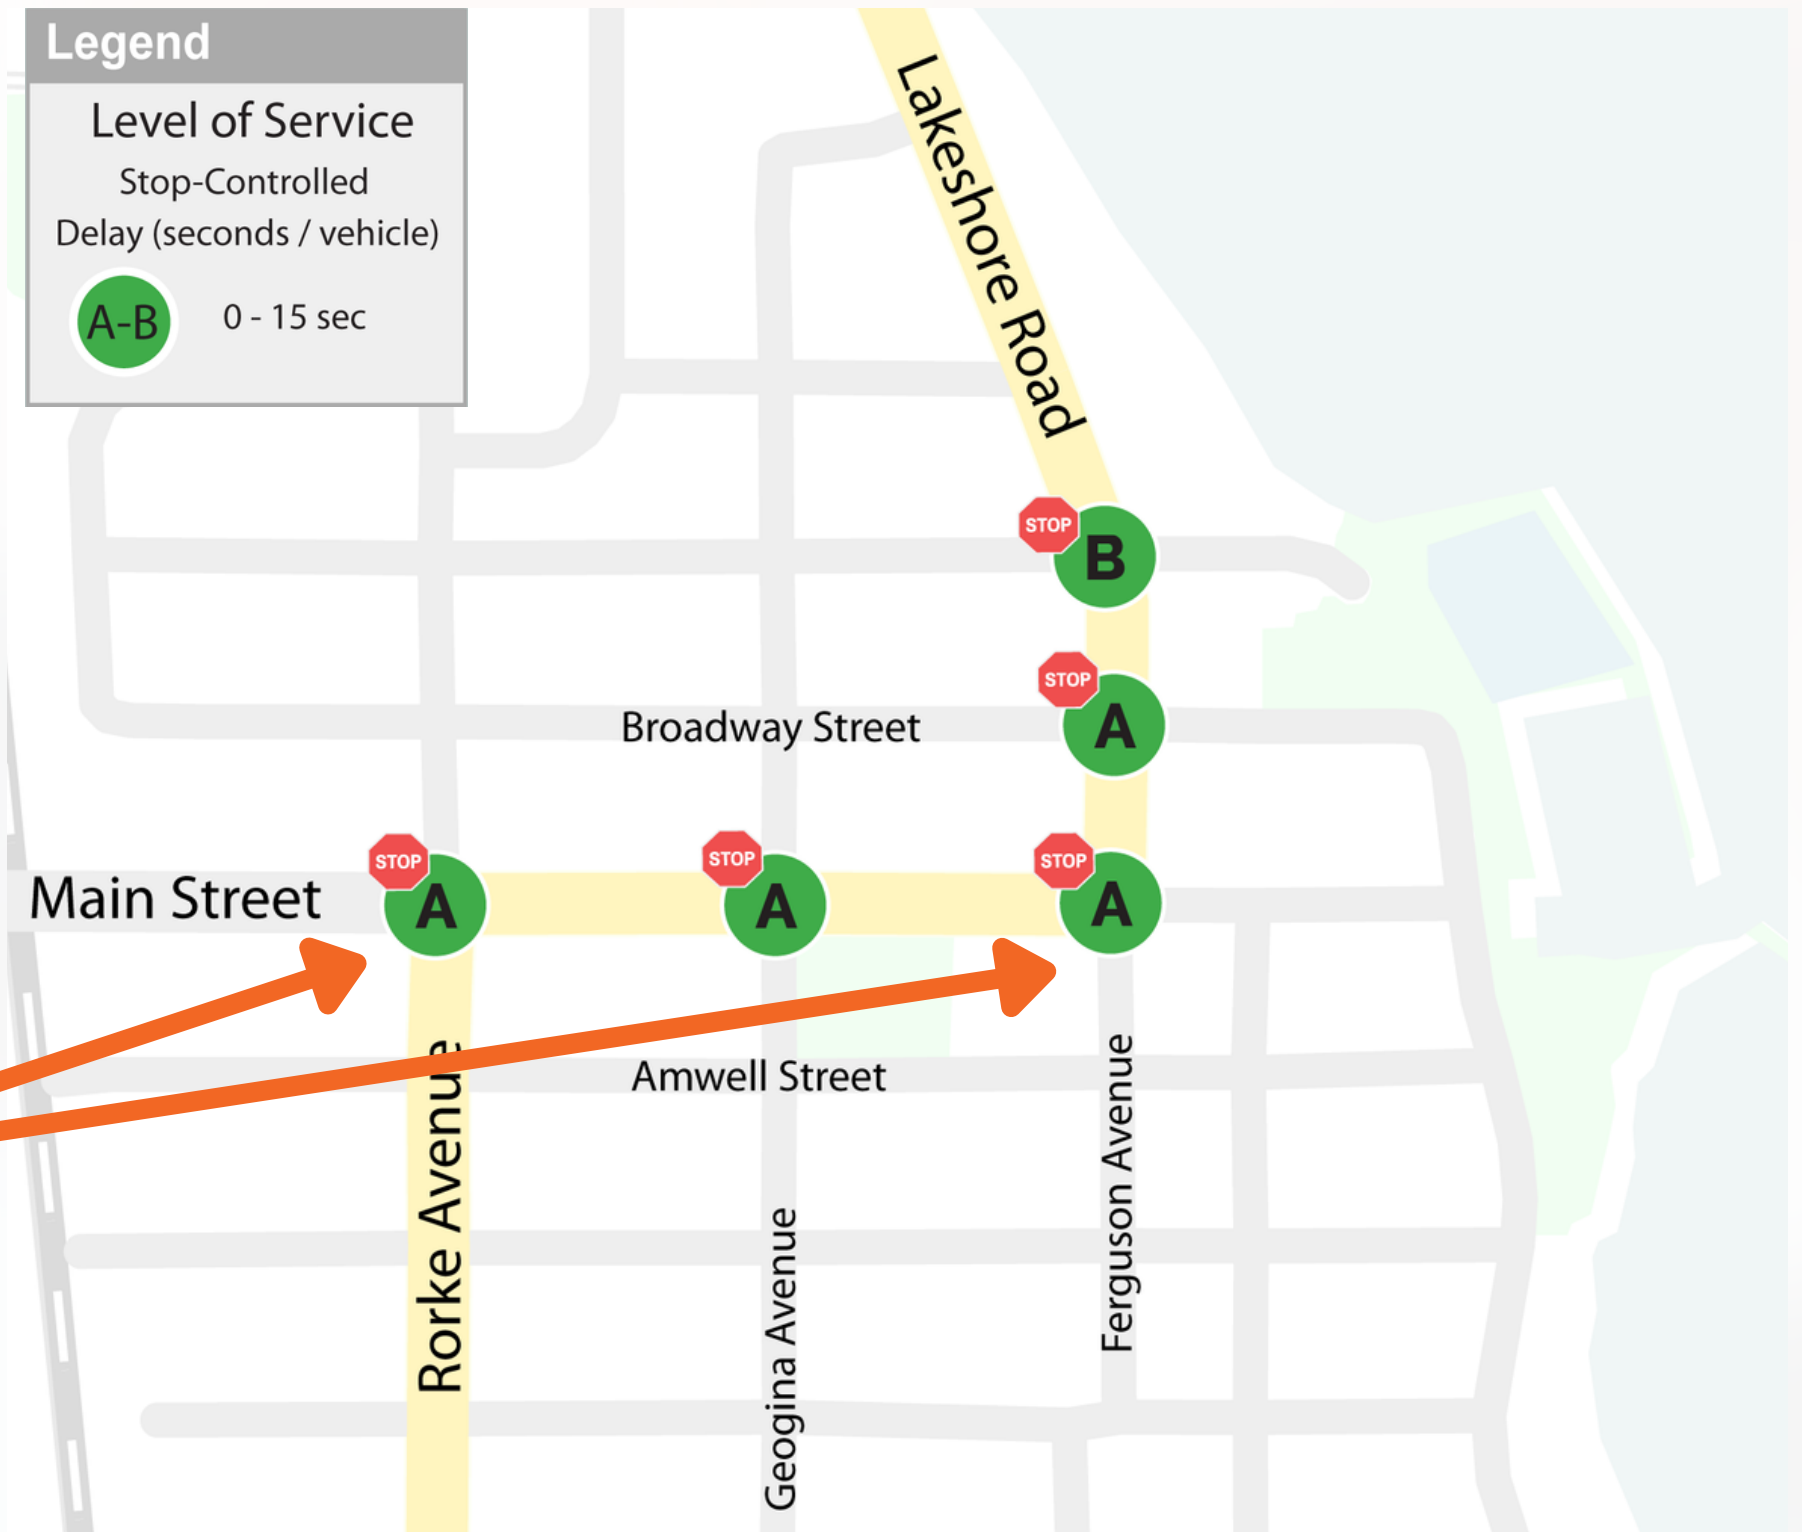 Legend
Level of Service
Stop-Controlled
Delay (seconds / vehicle)
A-B 0 - 15 sec
Lakeshore Road
STOP
B
STOP
A
Broadway Street
Main Street
STOP
A
STOP
A
STOP
A
Amwell Street
Rorke Avenue
Geogina Avenue
Ferguson Avenue